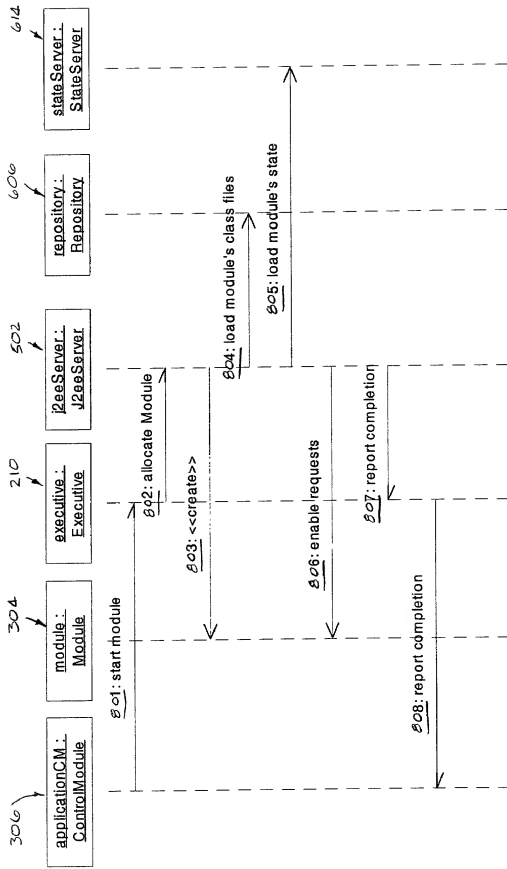 306
applicationCM :
ControlModule
304
module :
Module
210
executive :
Executive
502
j2eeServer :
J2eeServer
606
repository :
Repository
614
stateServer :
StateServer
801: start module
802: allocate Module
803: <<create>>
804: load module's class files
805: load module's state
806: enable requests
807: report completion
808: report completion